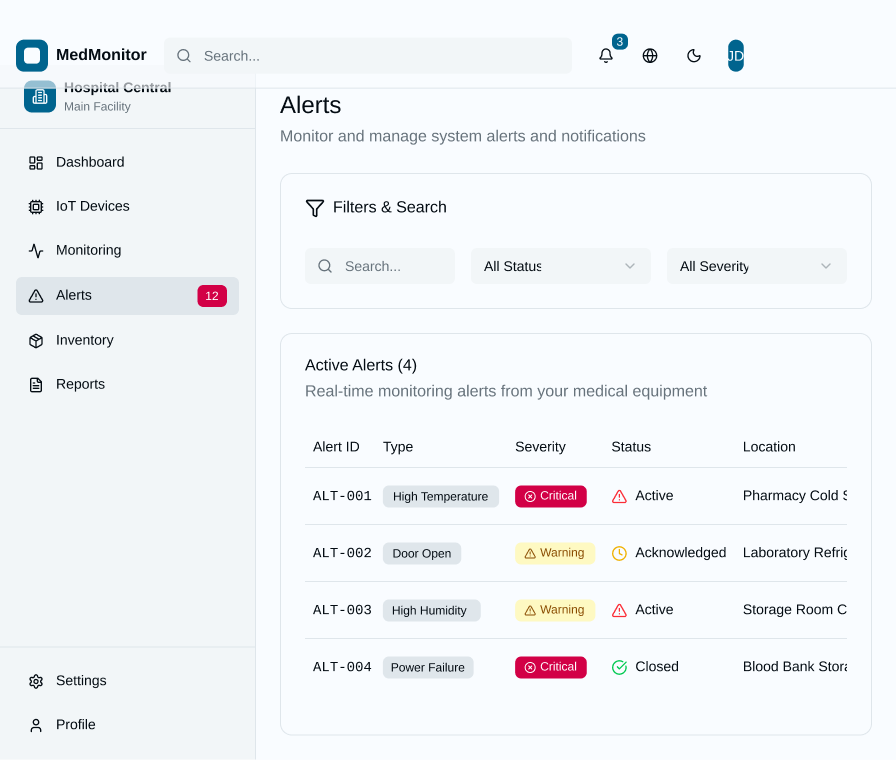 MedMonitor
Search...
3
JD
Hospital Central
Main Facility
Dashboard
IoT Devices
Monitoring
Alerts
12
Inventory
Reports
Settings
Profile
Alerts
Monitor and manage system alerts and notifications
Filters & Search
Search...
All Status
All Severity
Active Alerts (4)
Real-time monitoring alerts from your medical equipment
Alert ID Type Severity Status Location
ALT-001 High Temperature Critical Active Pharmacy Cold S
ALT-002 Door Open Warning Acknowledged Laboratory Refrig
ALT-003 High Humidity Warning Active Storage Room C
ALT-004 Power Failure Critical Closed Blood Bank Stora